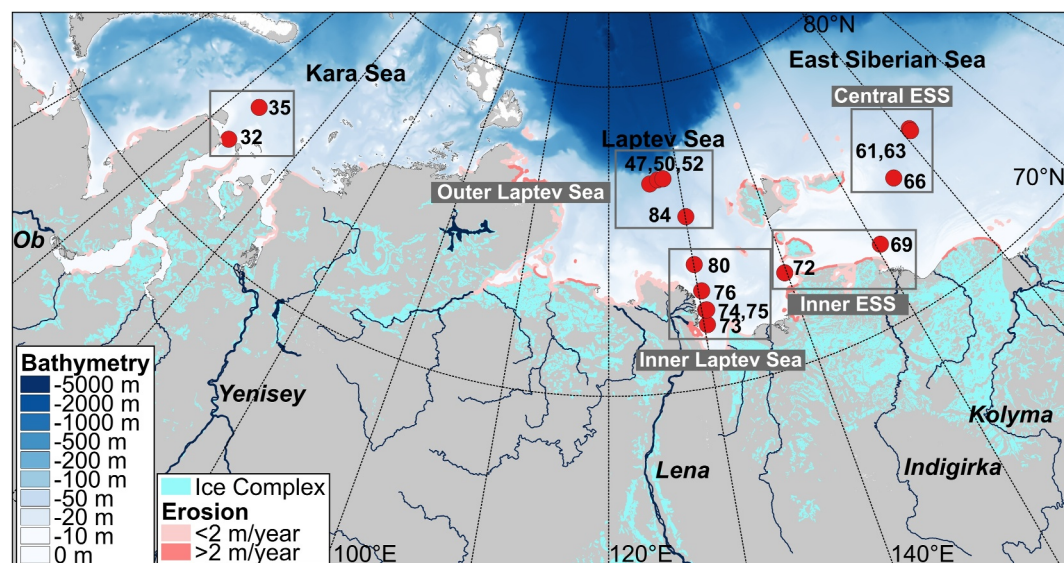 80°N
Kara Sea
East Siberian Sea
Central ESS
35
32
Laptev Sea
61,63
47,50,52
66
70°N
Outer Laptev Sea
84
Ob
69
80
72
76
Inner ESS
74,75
73
Inner Laptev Sea
Bathymetry
-5000 m
-2000 m
-1000 m
-500 m
-200 m
-100 m
-50 m
-20 m
-10 m
0 m
Yenisey
Kolyma
Lena
Indigirka
Ice Complex
Erosion
<2 m/year
>2 m/year
100°E
120°E
140°E